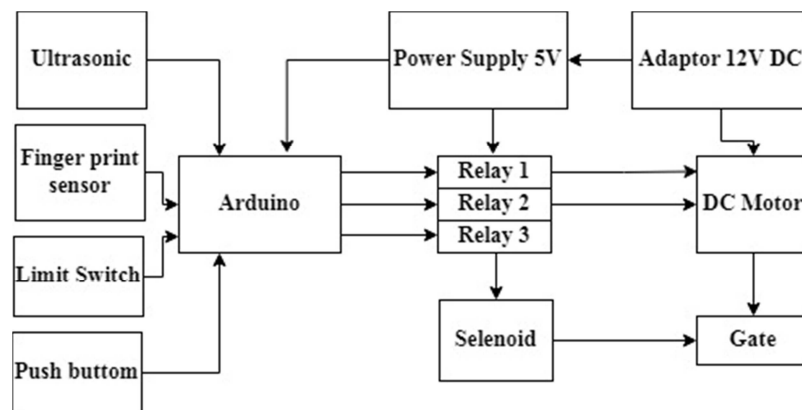 Ultrasonic
Power Supply 5V
Adaptor 12V DC
Finger print
sensor
Arduino
Relay 1
Relay 2
Relay 3
DC Motor
Limit Switch
Push buttom
Selenoid
Gate